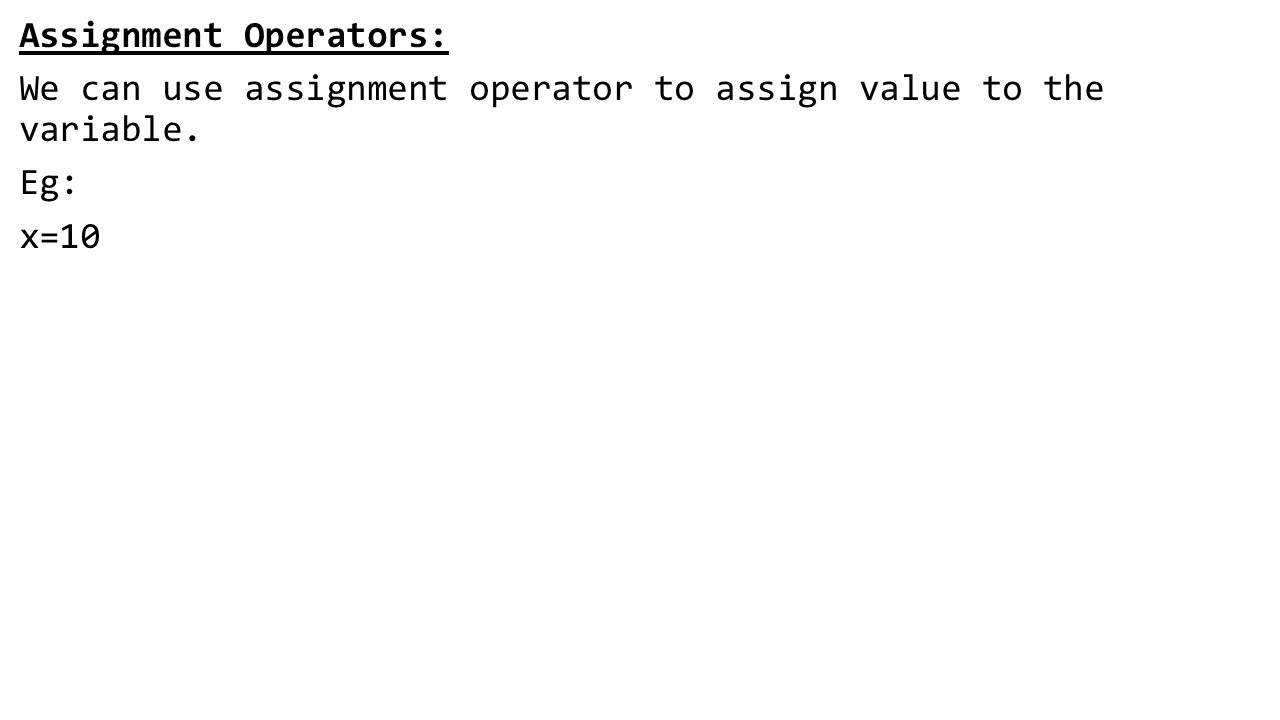 Assignment Operators:
We can use assignment operator to assign value to the
variable.
Eg:
x=10